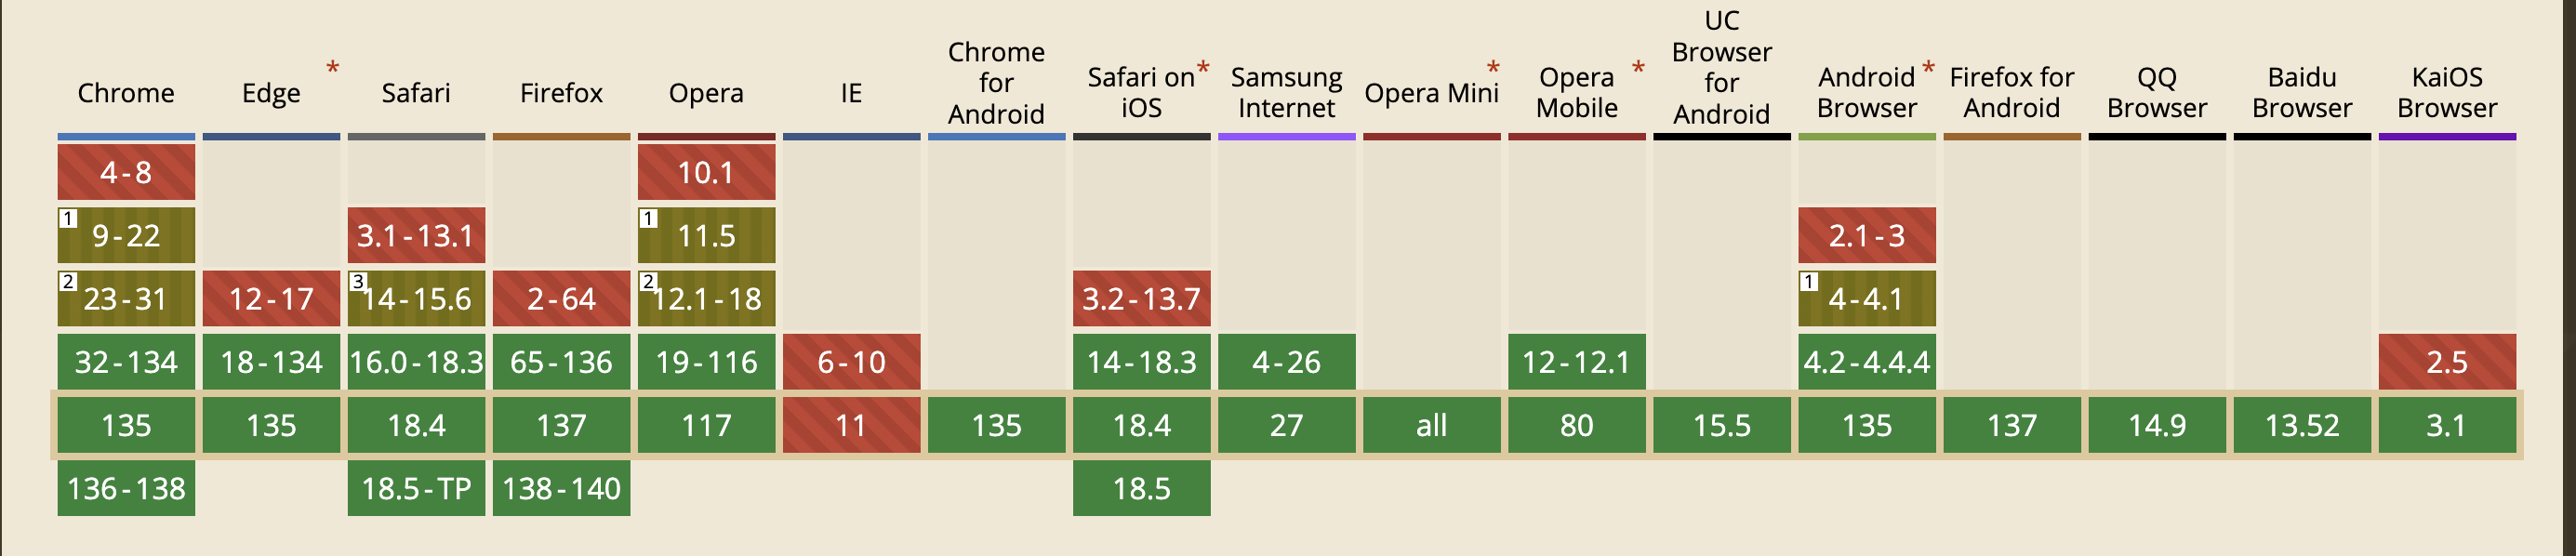 Chrome
Edge *
Safari
Firefox
Opera
IE
Chrome
for
Android
Safari on *
iOS
Samsung
Internet
Opera Mini *
Opera *
Mobile
UC
Browser
for
Android
Android *
Browser
Firefox for
Android
QQ
Browser
Baidu
Browser
KaiOS
Browser
4-8
10.1
1 9-22
3.1-13.1
1 11.5
2.1-3
2 23-31
12-17
3 14-15.6
2-64
2 12.1-18
3.2-13.7
1 4-4.1
32-134
18-134
16.0-18.3
65-136
19-116
6-10
14-18.3
4-26
12-12.1
4.2-4.4.4
2.5
135
135
18.4
137
117
11
135
18.4
27
all
80
15.5
135
137
14.9
13.52
3.1
136-138
18.5-TP
138-140
18.5